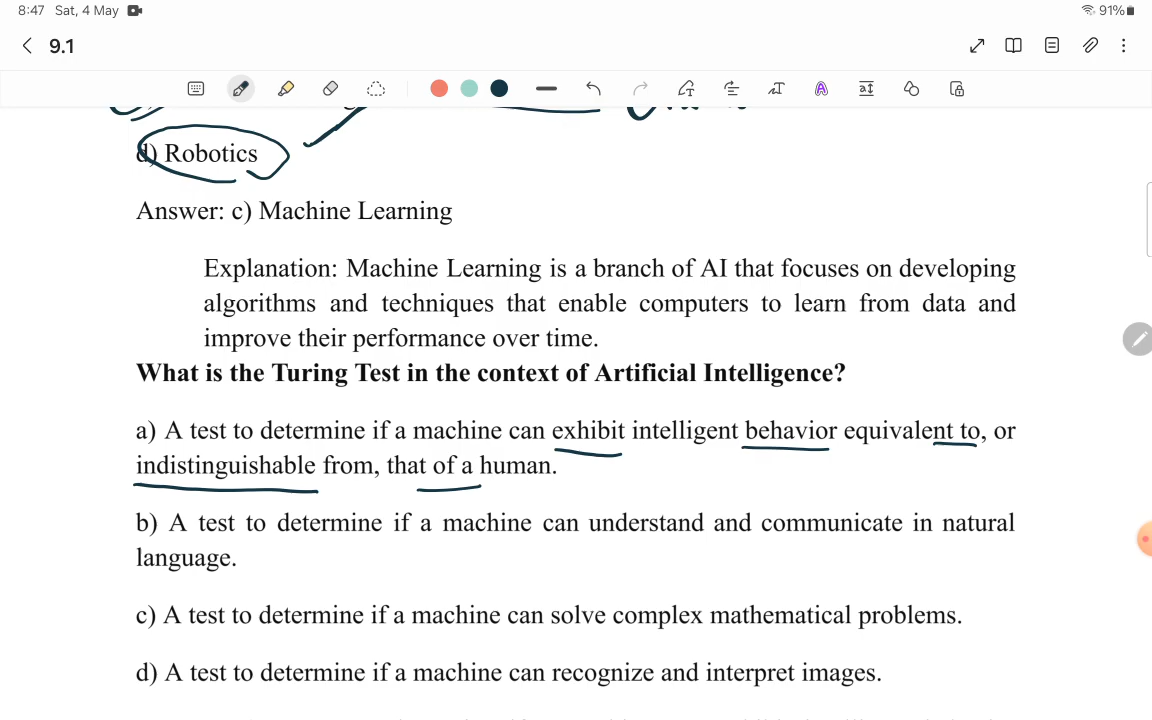 8:47 Sat, 4 May 91%
9.1
d) Robotics
Answer: c) Machine Learning
Explanation: Machine Learning is a branch of AI that focuses on developing
algorithms and techniques that enable computers to learn from data and
improve their performance over time.
What is the Turing Test in the context of Artificial Intelligence?
a) A test to determine if a machine can exhibit intelligent behavior equivalent to, or
indistinguishable from, that of a human.
b) A test to determine if a machine can understand and communicate in natural
language.
c) A test to determine if a machine can solve complex mathematical problems.
d) A test to determine if a machine can recognize and interpret images.